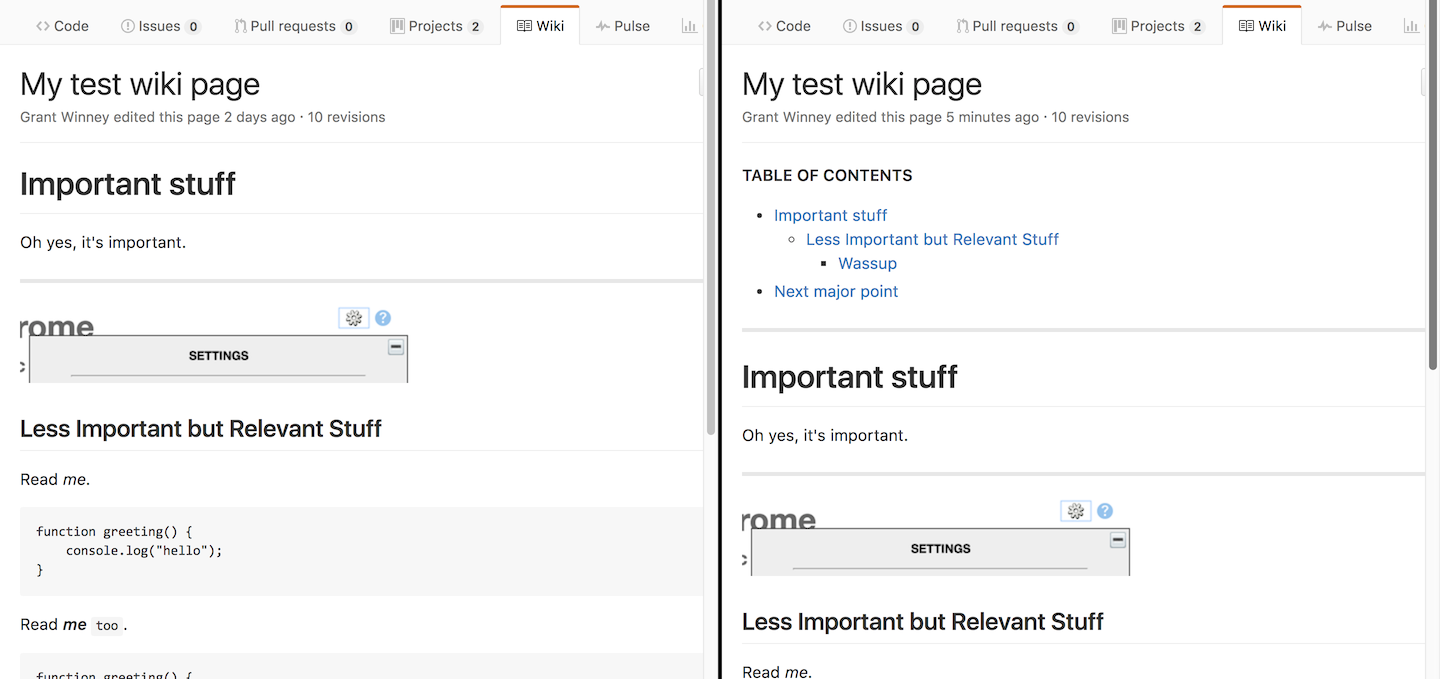 Code Issues 0 Pull requests 0 Projects 2 Wiki Pulse
My test wiki page
Grant Winney edited this page 2 days ago · 10 revisions
Important stuff
Oh yes, it's important.
rome
c
SETTINGS
Less Important but Relevant Stuff
Read me.
function greeting() {
    console.log("hello");
}
Read me too.
function greeting() {
Code Issues 0 Pull requests 0 Projects 2 Wiki Pulse
My test wiki page
Grant Winney edited this page 5 minutes ago · 10 revisions
TABLE OF CONTENTS
Important stuff
Less Important but Relevant Stuff
Wassup
Next major point
Important stuff
Oh yes, it's important.
rome
c
SETTINGS
Less Important but Relevant Stuff
Read me.